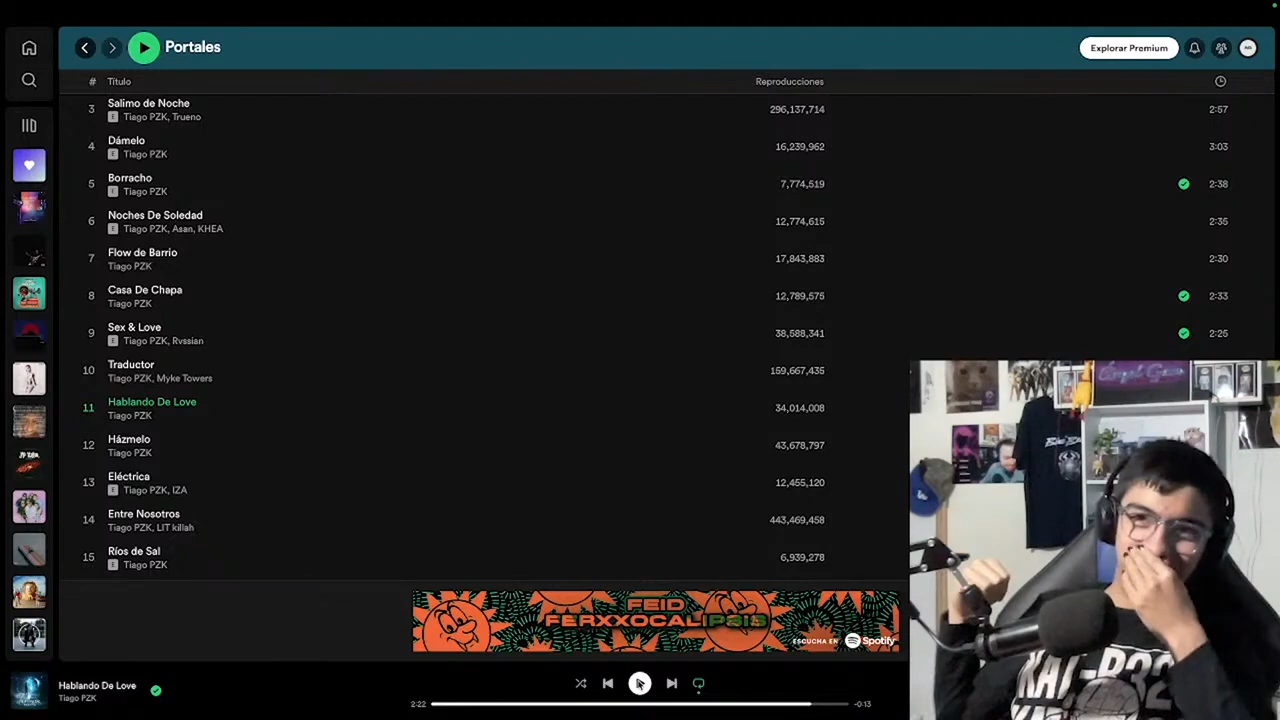 Portales
Explorar Premium
# Título Reproducciones
3 Salimo de Noche 296,137,714 2:57
E Tiago PZK, Trueno
4 Dámelo 16,239,962 3:03
E Tiago PZK
5 Borracho 7,774,519 2:38
E Tiago PZK
6 Noches De Soledad 12,774,615 2:35
E Tiago PZK, Asan, KHEA
7 Flow de Barrio 17,843,883 2:30
Tiago PZK
8 Casa De Chapa 12,789,575 2:33
Tiago PZK
9 Sex & Love 38,588,341 2:25
E Tiago PZK, Rvssian
10 Traductor 159,667,435
Tiago PZK, Myke Towers
11 Hablando De Love 34,014,008
Tiago PZK
12 Házmelo 43,678,797
Tiago PZK
13 Eléctrica 12,455,120
E Tiago PZK, IZA
14 Entre Nosotros 443,469,458
Tiago PZK, LIT killah
15 Ríos de Sal 6,939,278
E Tiago PZK
FEID
FERXXOCALIPSIS
ESCUCHA EN Spotify
Hablando De Love
Tiago PZK
2:22 -0:13